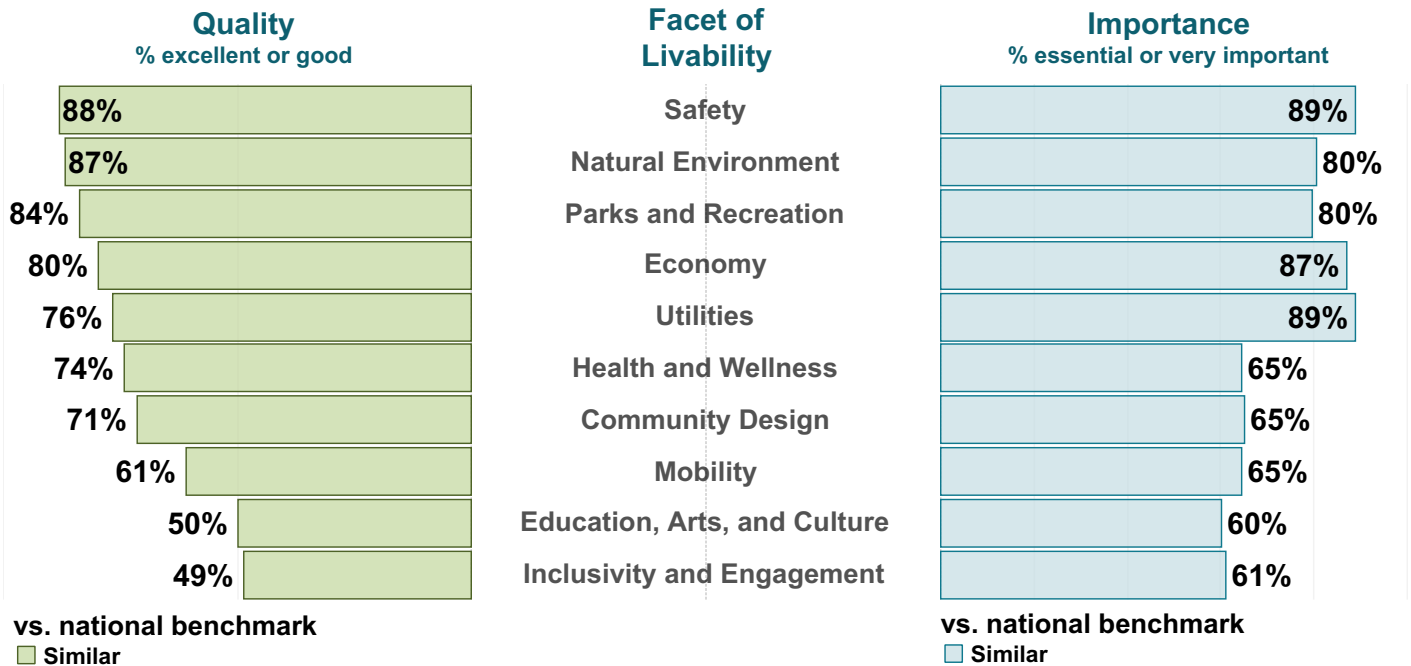 Quality
% excellent or good
Facet of
Livability
Importance
% essential or very important
88%
Safety
89%
87%
Natural Environment
80%
84%
Parks and Recreation
80%
80%
Economy
87%
76%
Utilities
89%
74%
Health and Wellness
65%
71%
Community Design
65%
61%
Mobility
65%
50%
Education, Arts, and Culture
60%
49%
Inclusivity and Engagement
61%
vs. national benchmark
Similar
vs. national benchmark
Similar